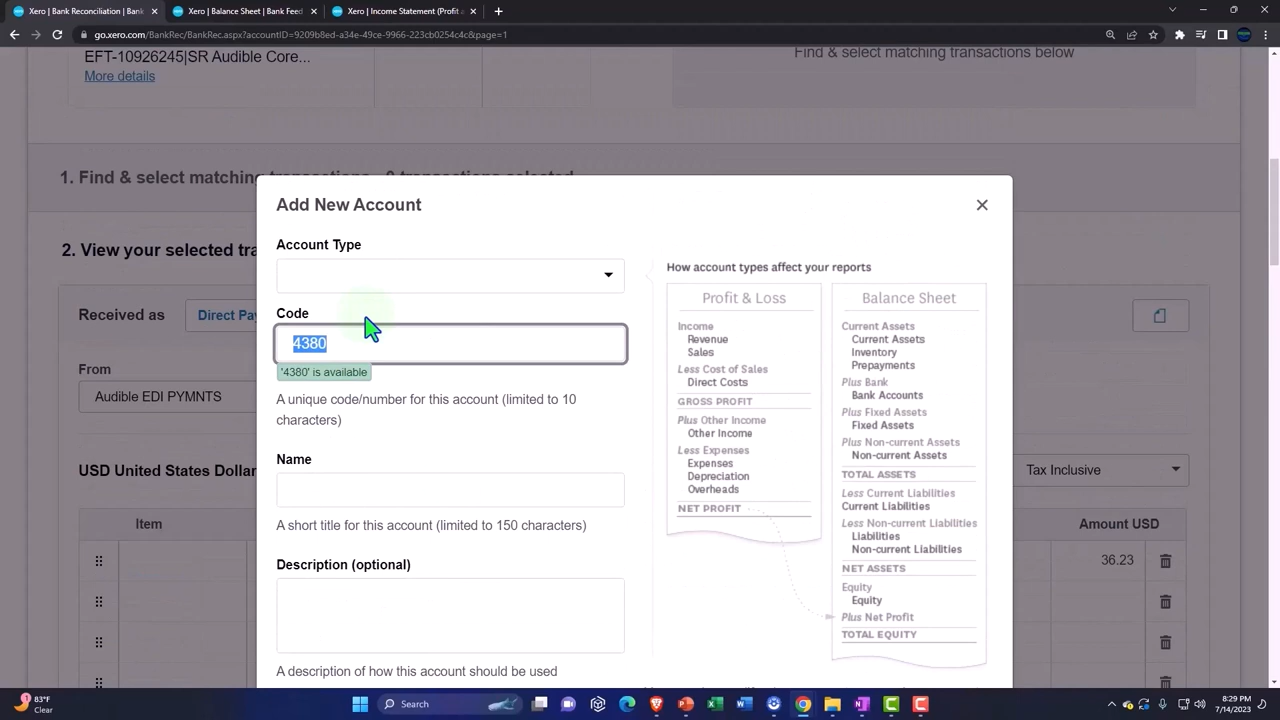 Xero | Bank Reconciliation | Bank
Xero | Balance Sheet | Bank Feeds
Xero | Income Statement (Profit a
go.xero.com/BankRec/BankRec.aspx?accountID=9209b8ed-a34e-49ce-9966-223cb0254c4c&page=1
EFT-10926245|SR Audible Core...
More details
Find & select matching transactions below
1. Find & select matching transactions - 0 transactions selected
2. View your selected tra
Received as
Direct Pay
From
Audible EDI PYMNTS
USD United States Dollar
Tax Inclusive
Item
Amount USD
36.23
Add New Account
Account Type
Code
4380
'4380' is available
A unique code/number for this account (limited to 10
characters)
Name
A short title for this account (limited to 150 characters)
Description (optional)
A description of how this account should be used
How account types affect your reports
Profit & Loss
Income
Revenue
Sales
Less Cost of Sales
Direct Costs
GROSS PROFIT
Plus Other Income
Other Income
Less Expenses
Expenses
Depreciation
Overheads
NET PROFIT
Balance Sheet
Current Assets
Current Assets
Inventory
Prepayments
Plus Bank
Bank Accounts
Plus Fixed Assets
Fixed Assets
Plus Non-current Assets
Non-current Assets
TOTAL ASSETS
Less Current Liabilities
Current Liabilities
Less Non-current Liabilities
Liabilities
Non-current Liabilities
NET ASSETS
Equity
Equity
Plus Net Profit
TOTAL EQUITY
83°F
Clear
Search
8:29 PM
7/14/2023